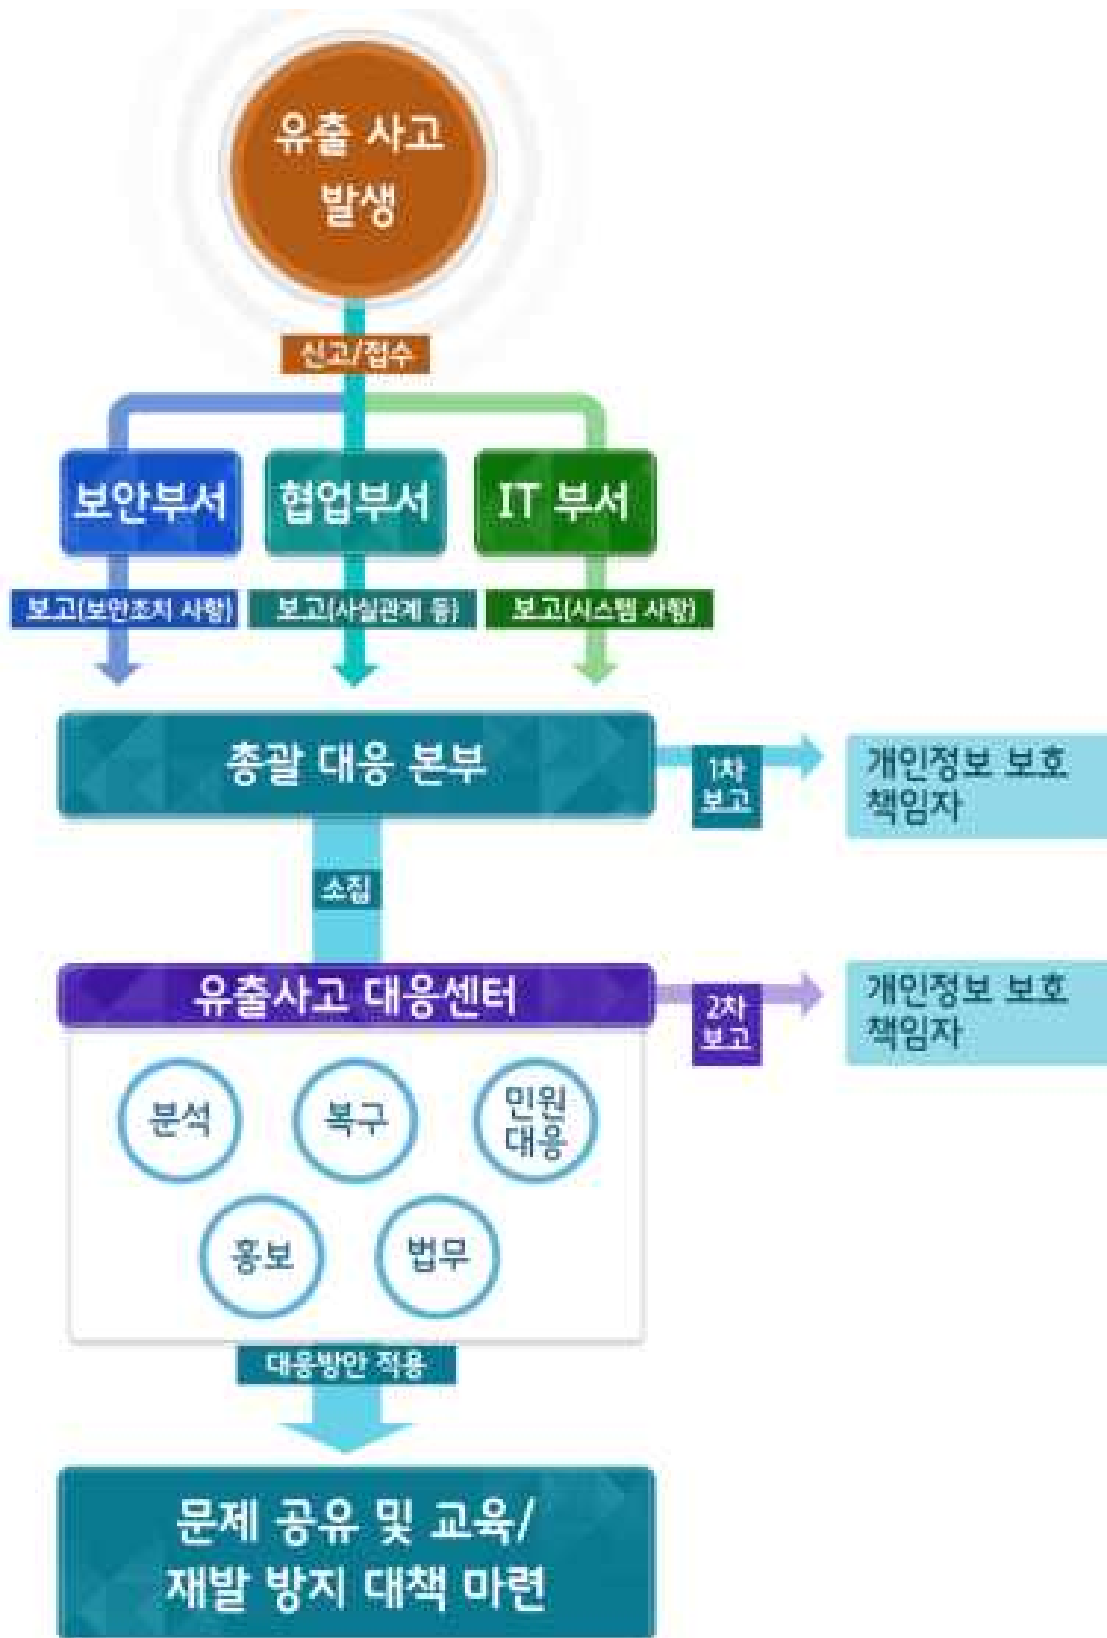 유출 사고
발생
신고/접수
보안부서
협업부서
IT 부서
보고(보안조치 사항)
보고(사실관계 등)
보고(시스템 사항)
총괄 대응 본부
1차
보고
개인정보 보호
책임자
소집
유출사고 대응센터
2차
보고
개인정보 보호
책임자
분석
복구
민원
대응
홍보
법무
대응방안 적용
문제 공유 및 교육/
재발 방지 대책 마련